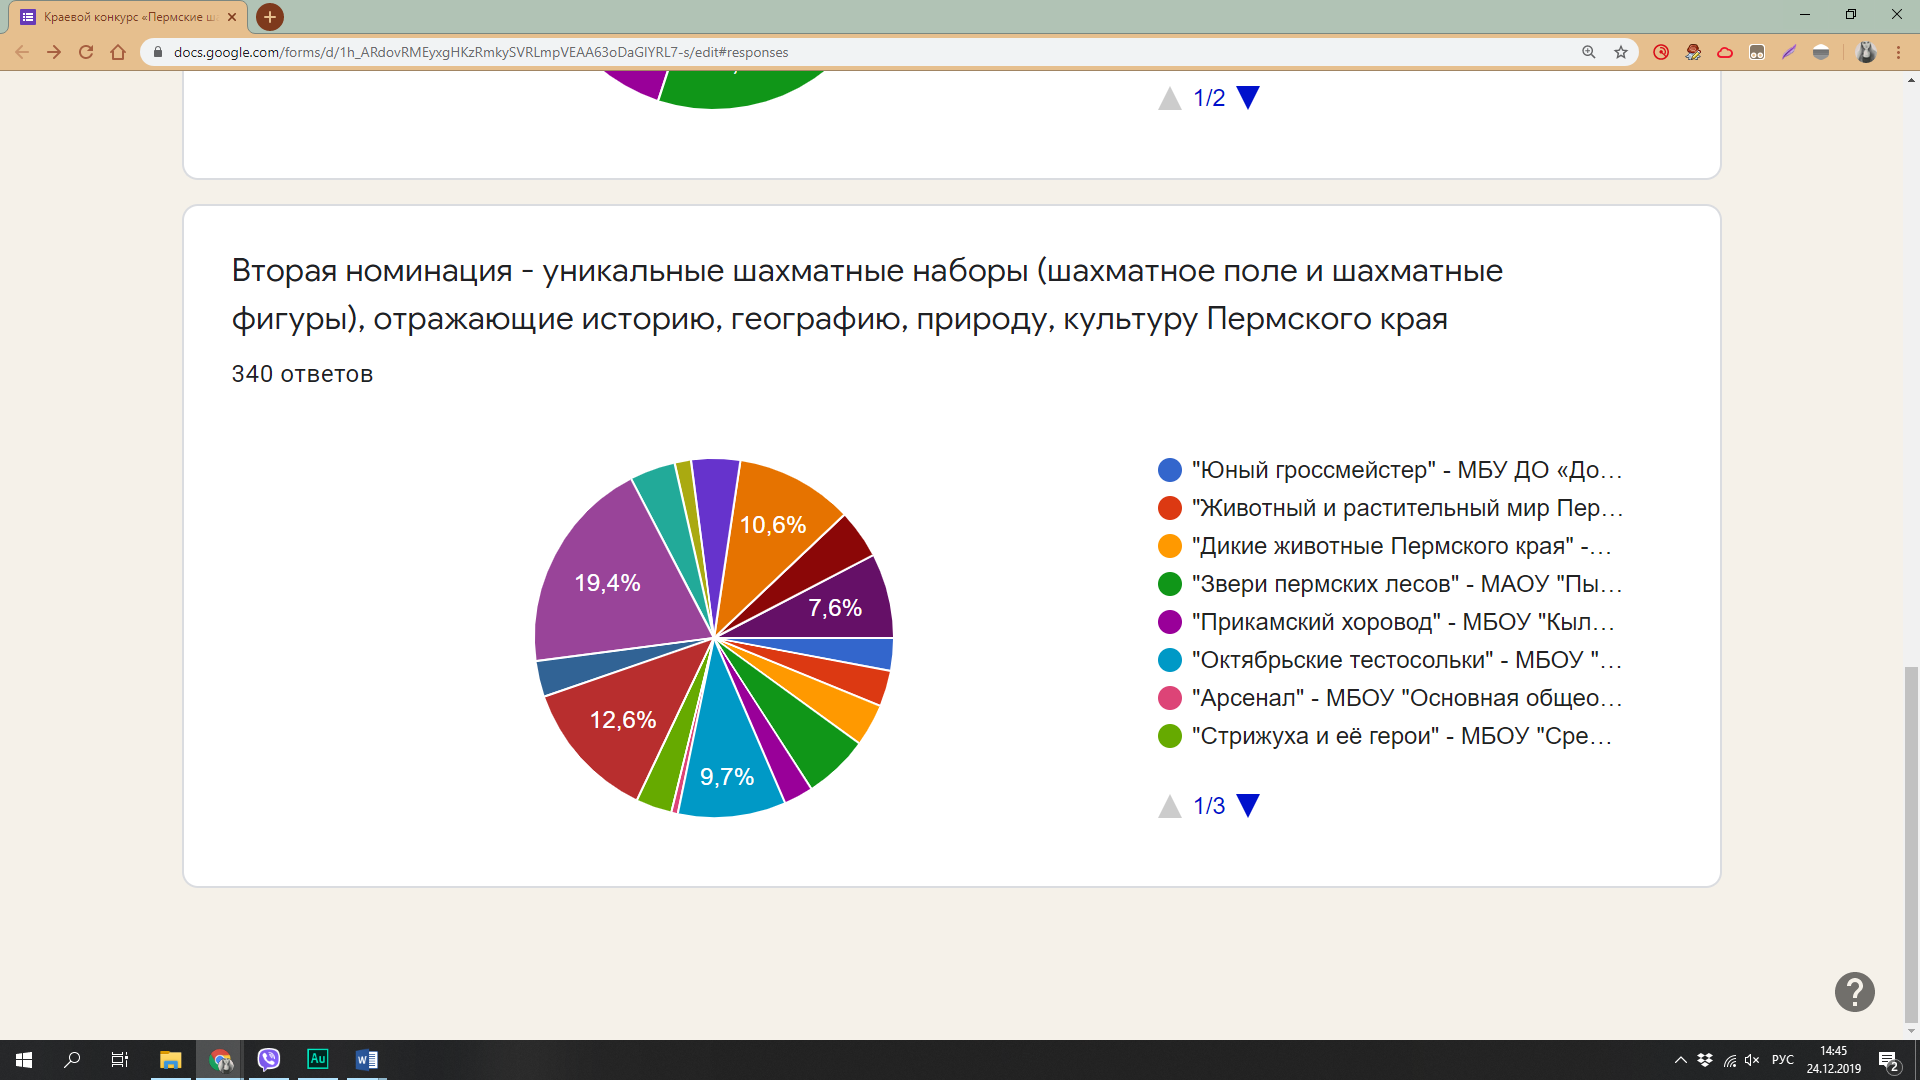 Краевой конкурс «Пермские ш
docs.google.com/forms/d/1h_ARdovRMEyxgHKzRmkySVRLmpVEAA63oDaGIYRL7-s/edit#responses
1/2
Вторая номинация - уникальные шахматные наборы (шахматное поле и шахматные
фигуры), отражающие историю, географию, природу, культуру Пермского края
340 ответов
10,6%
7,6%
19,4%
12,6%
9,7%
"Юный гроссмейстер" - МБУ ДО «До...
"Животный и растительный мир Пер...
"Дикие животные Пермского края" -...
"Звери пермских лесов" - МАОУ "Пы...
"Прикамский хоровод" - МБОУ "Кыл...
"Октябрьские тестосольки" - МБОУ "...
"Арсенал" - МБОУ "Основная общео...
"Стрижуха и её герои" - МБОУ "Сре...
1/3
?
Au
W
РУС
14:45
24.12.2019
2